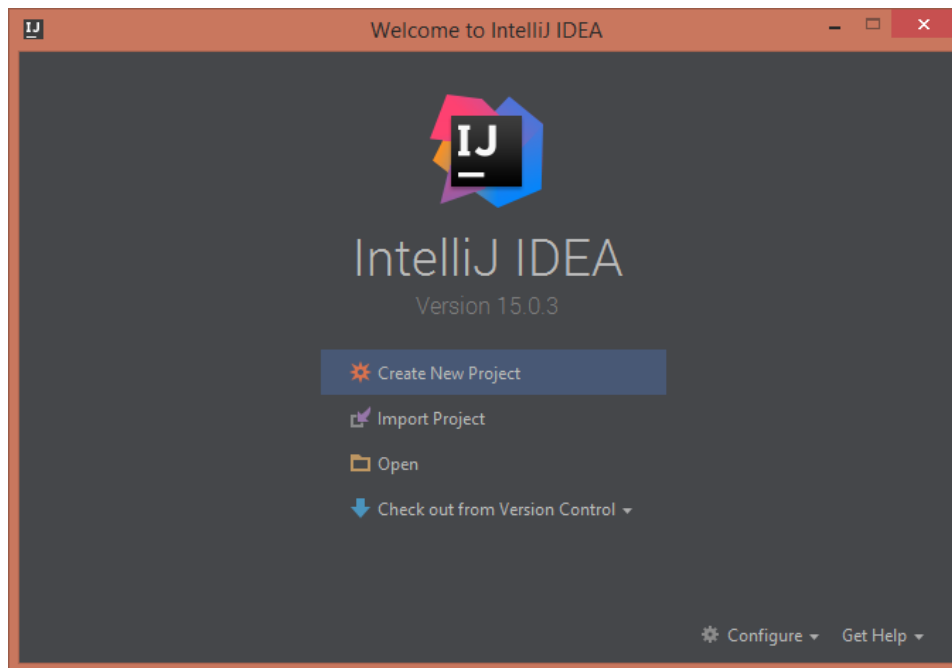 IJ
Welcome to IntelliJ IDEA
IJ
IntelliJ IDEA
Version 15.0.3
Create New Project
Import Project
Open
Check out from Version Control
Configure Get Help